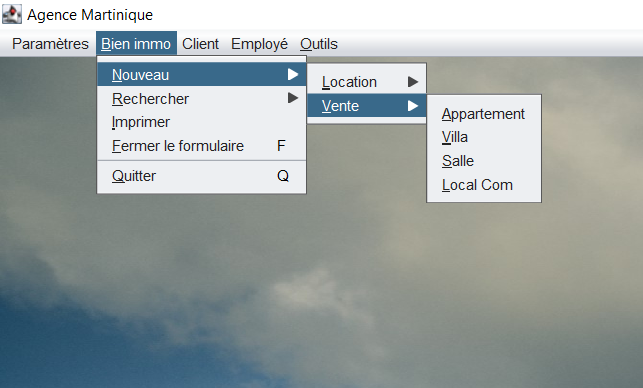 Agence Martinique
Paramètres Bien immo Client Employé Outils
Nouveau
Rechercher
Imprimer
Fermer le formulaire F
Quitter Q
Location
Vente
Appartement
Villa
Salle
Local Com